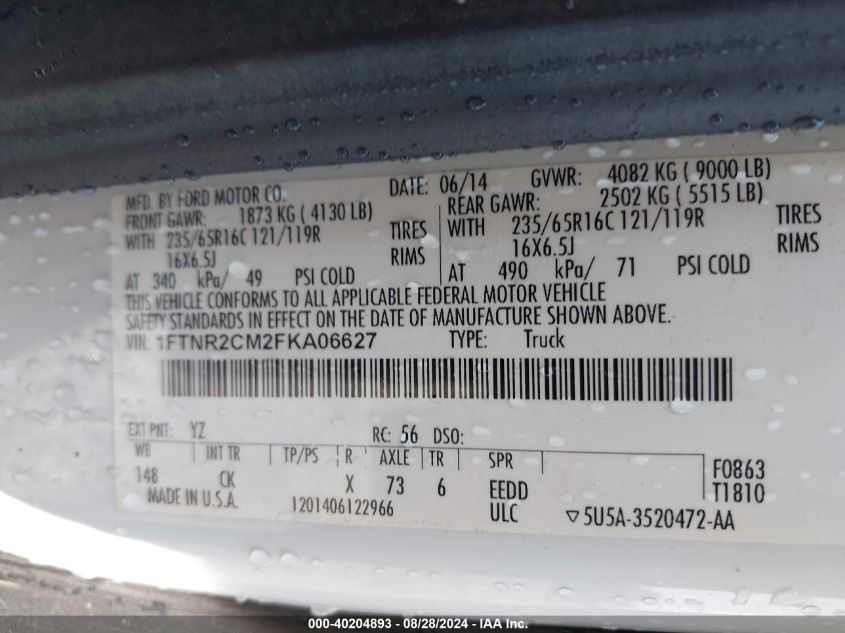 MFD. BY FORD MOTOR CO. DATE: 06/14 GVWR: 4082 KG ( 9000 LB)
FRONT GAWR: 1873 KG ( 4130 LB) REAR GAWR: 2502 KG ( 5515 LB)
WITH 235/65R16C 121/119R TIRES WITH 235/65R16C 121/119R TIRES
16X6.5J RIMS 16X6.5J RIMS
AT 340 kPa/ 49 PSI COLD AT 490 kPa/ 71 PSI COLD
THIS VEHICLE CONFORMS TO ALL APPLICABLE FEDERAL MOTOR VEHICLE
SAFETY STANDARDS IN EFFECT ON THE DATE OF MANUFACTURE SHOWN ABOVE.
VIN: 1FTNR2CM2FKA06627 TYPE: Truck
EXT PNT: YZ RC: 56 DSO:
WB INT TR TP/PS R AXLE TR SPR F0863
148 CK X 73 6 EEDD T1810
MADE IN U.S.A. 1201406122966 ULC ▽5U5A-3520472-AA
000-40204893 - 08/28/2024 - IAA Inc.